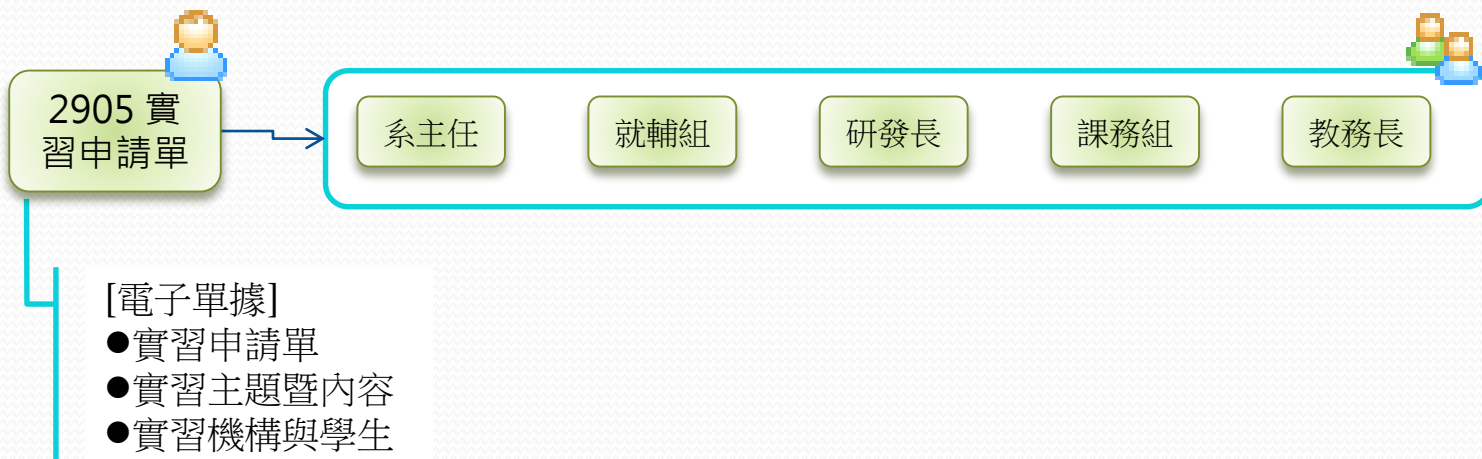 2905 實
習申請單
系主任
就輔組
研發長
課務組
教務長
[電子單據]
●實習申請單
●實習主題暨內容
●實習機構與學生